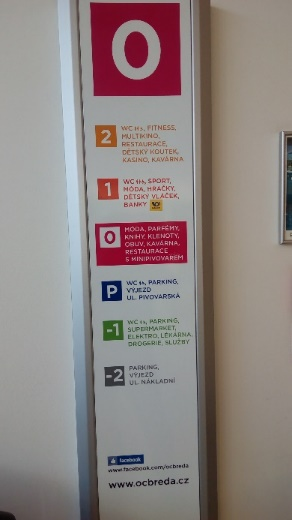 0
2
WC, FITNESS,
MULTIKINO,
RESTAURACE,
DĚTSKÝ KOUTEK,
KASINO, KAVÁRNA
1
WC, SPORT,
MÓDA, HRAČKY,
DĚTSKÝ VLÁČEK,
BANKY
0
MÓDA, PARFÉMY,
KNIHY, KLENOTY,
OBUV, KAVÁRNA,
RESTAURACE
S MINIPIVOVAREM
P
WC, PARKING,
VÝJEZD
UL. PIVOVARSKÁ
-1
WC, PARKING,
SUPERMARKET,
ELEKTRO, LÉKÁRNA,
DROGERIE, SLUŽBY
-2
PARKING,
VÝJEZD
UL. NÁKLADNÍ
facebook
www.facebook.com/ocbreda
www.ocbreda.cz